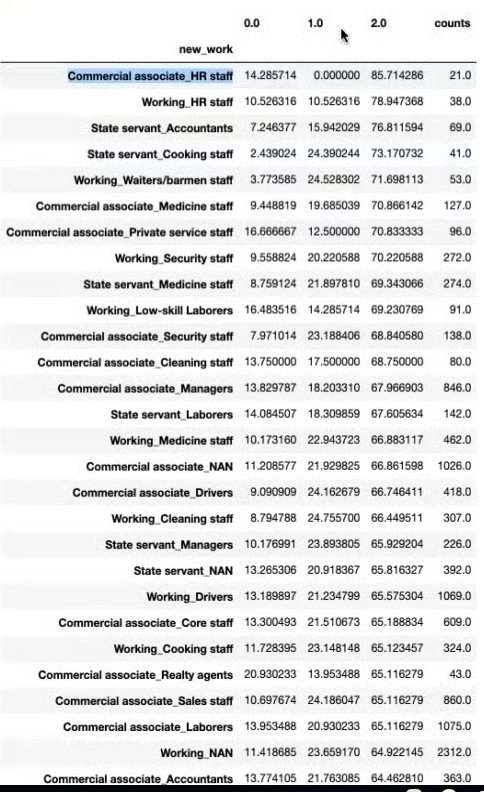 0.0 1.0 2.0 counts
new_work
Commercial associate_HR staff 14.285714 0.000000 85.714286 21.0
Working_HR staff 10.526316 10.526316 78.947368 38.0
State servant_Accountants 7.246377 15.942029 76.811594 69.0
State servant_Cooking staff 2.439024 24.390244 73.170732 41.0
Working_Waiters/barmen staff 3.773585 24.528302 71.698113 53.0
Commercial associate_Medicine staff 9.448819 19.685039 70.866142 127.0
Commercial associate_Private service staff 16.666667 12.500000 70.833333 96.0
Working_Security staff 9.558824 20.220588 70.220588 272.0
State servant_Medicine staff 8.759124 21.897810 69.343066 274.0
Working_Low-skill Laborers 16.483516 14.285714 69.230769 91.0
Commercial associate_Security staff 7.971014 23.188406 68.840580 138.0
Commercial associate_Cleaning staff 13.750000 17.500000 68.750000 80.0
Commercial associate_Managers 13.829787 18.203310 67.966903 846.0
State servant_Laborers 14.084507 18.309859 67.605634 142.0
Working_Medicine staff 10.173160 22.943723 66.883117 462.0
Commercial associate_NAN 11.208577 21.929825 66.861598 1026.0
Commercial associate_Drivers 9.090909 24.162679 66.746411 418.0
Working_Cleaning staff 8.794788 24.755700 66.449511 307.0
State servant_Managers 10.176991 23.893805 65.929204 226.0
State servant_NAN 13.265306 20.918367 65.816327 392.0
Working_Drivers 13.189897 21.234799 65.575304 1069.0
Commercial associate_Core staff 13.300493 21.510673 65.188834 609.0
Working_Cooking staff 11.728395 23.148148 65.123457 324.0
Commercial associate_Realty agents 20.930233 13.953488 65.116279 43.0
Commercial associate_Sales staff 10.697674 24.186047 65.116279 860.0
Commercial associate_Laborers 13.953488 20.930233 65.116279 1075.0
Working_NAN 11.418685 23.659170 64.922145 2312.0
Commercial associate_Accountants 13.774105 21.763085 64.462810 363.0